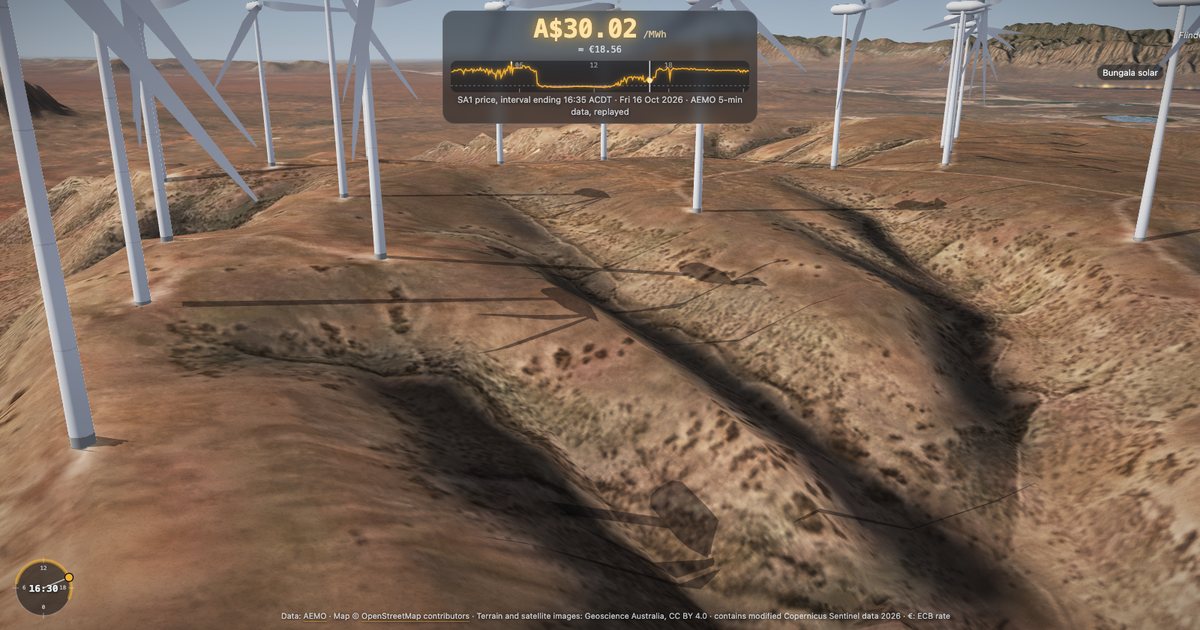 A$30.02 /MWh
≈ €18.56
06 12 18
SA1 price, interval ending 16:35 ACDT · Fri 16 Oct 2026 · AEMO 5-min
data, replayed
Flinde
Bungala solar
12
6 16:30 18
0
Data: AEMO · Map © OpenStreetMap contributors · Terrain and satellite images: Geoscience Australia, CC BY 4.0 · contains modified Copernicus Sentinel data 2026 · €: ECB rate